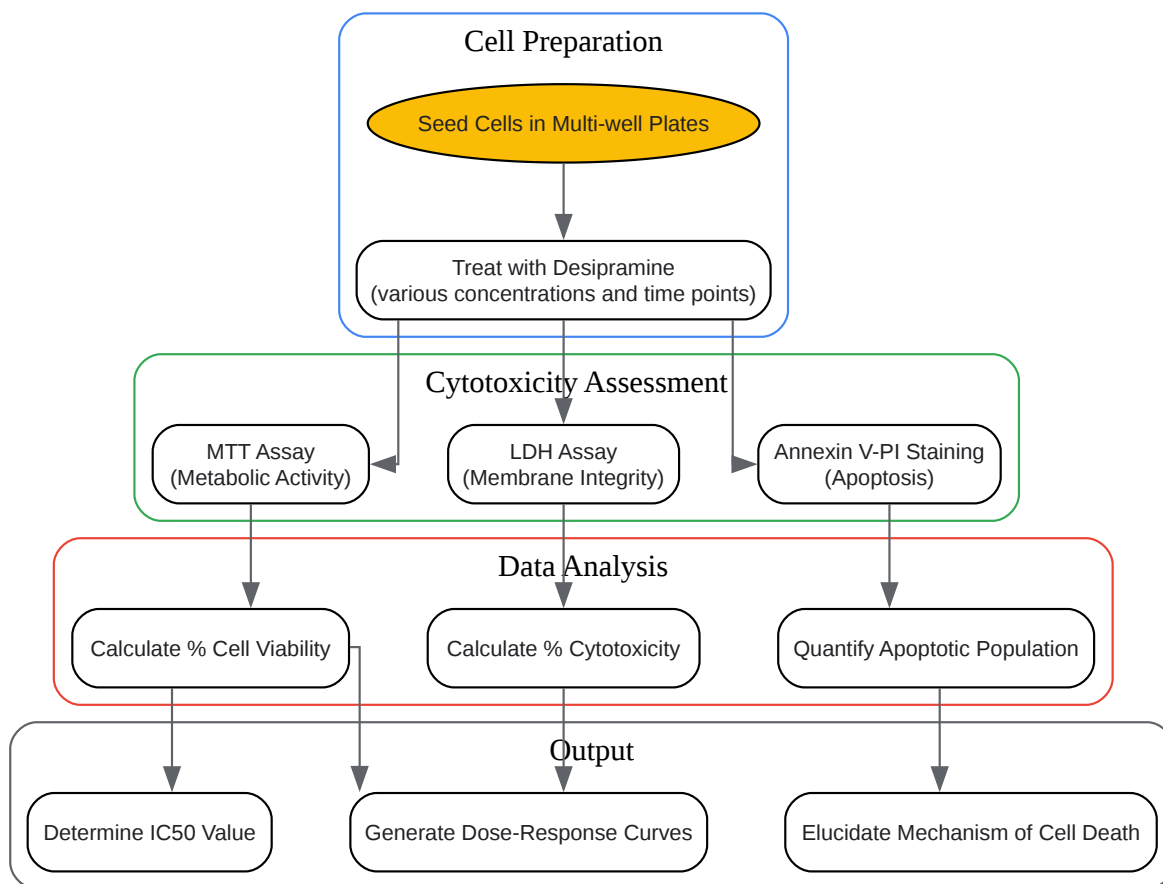 Cell Preparation
Seed Cells in Multi-well Plates
Treat with Desipramine
(various concentrations and time points)
Cytotoxicity Assessment
MTT Assay
(Metabolic Activity)
LDH Assay
(Membrane Integrity)
Annexin V-PI Staining
(Apoptosis)
Data Analysis
Calculate % Cell Viability
Calculate % Cytotoxicity
Quantify Apoptotic Population
Output
Determine IC50 Value
Generate Dose-Response Curves
Elucidate Mechanism of Cell Death